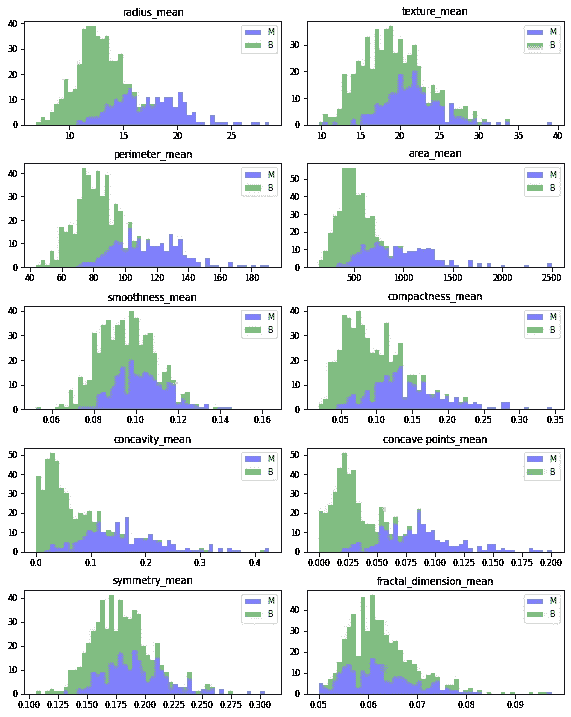 radius_mean
40
30
20
10
0
M
B
10 15 20 25
texture_mean
30
20
10
0
M
B
10 15 20 25 30 35 40
perimeter_mean
40
30
20
10
0
M
B
40 60 80 100 120 140 160 180
area_mean
50
40
30
20
10
0
M
B
500 1000 1500 2000 2500
smoothness_mean
40
30
20
10
0
M
B
0.06 0.08 0.10 0.12 0.14 0.16
compactness_mean
40
30
20
10
0
M
B
0.05 0.10 0.15 0.20 0.25 0.30 0.35
concavity_mean
50
40
30
20
10
0
M
B
0.0 0.1 0.2 0.3 0.4
concave points_mean
50
40
30
20
10
0
M
B
0.000 0.025 0.050 0.075 0.100 0.125 0.150 0.175 0.200
symmetry_mean
40
30
20
10
0
M
B
0.100 0.125 0.150 0.175 0.200 0.225 0.250 0.275 0.300
fractal_dimension_mean
40
30
20
10
0
M
B
0.05 0.06 0.07 0.08 0.09